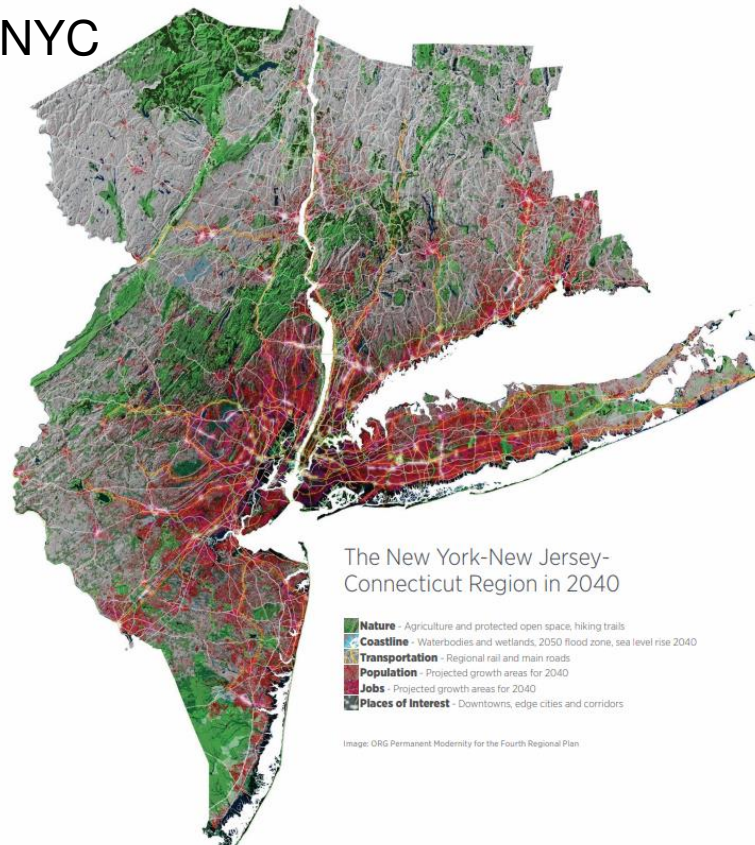 NYC
The New York-New Jersey-
Connecticut Region in 2040
Nature - Agriculture and protected open space, hiking trails
Coastline - Waterbodies and wetlands, 2050 flood zone, sea level rise 2040
Transportation - Regional rail and main roads
Population - Projected growth areas for 2040
Jobs - Projected growth areas for 2040
Places of Interest - Downtowns, edge cities and corridors
Image: ORG Permanent Modernity for the Fourth Regional Plan